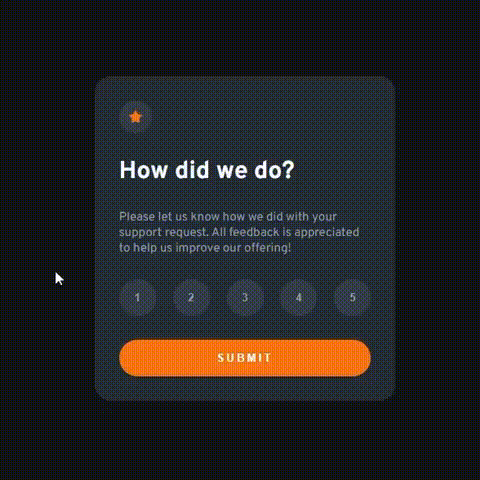 How did we do?
Please let us know how we did with your
support request. All feedback is appreciated
to help us improve our offering!
1 2 3 4 5
SUBMIT